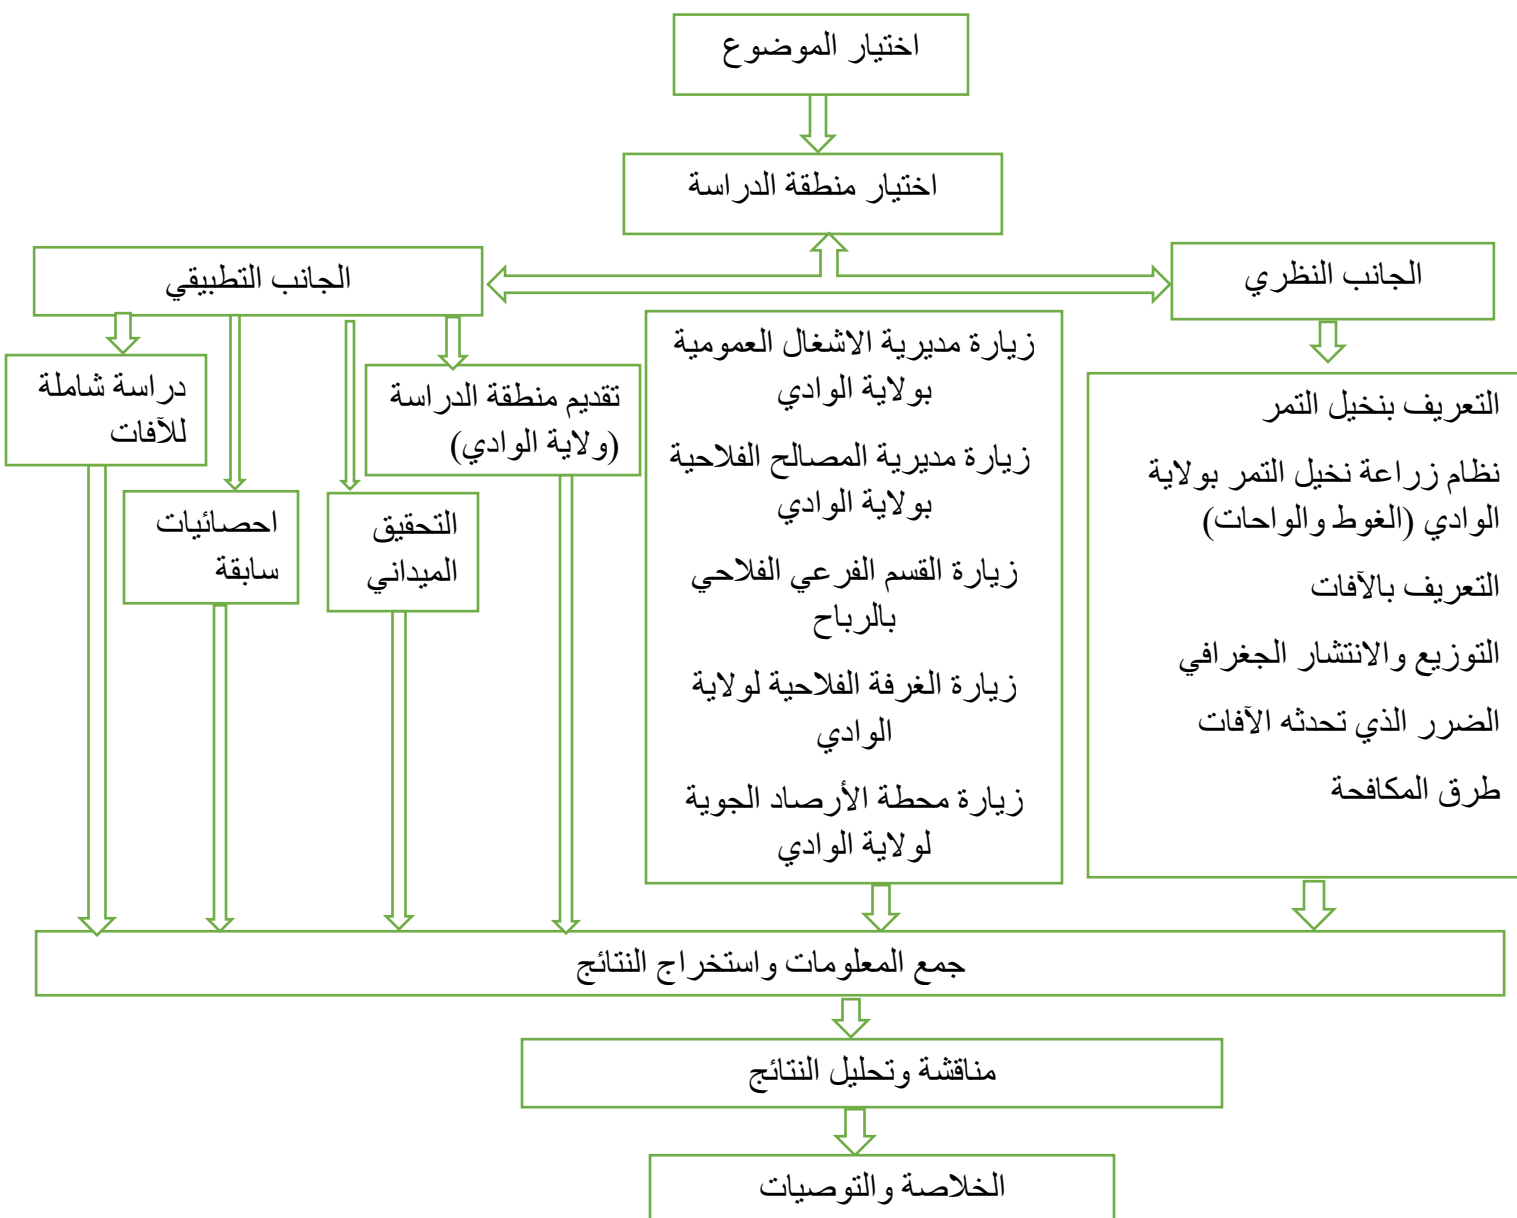 اختيار الموضوع
اختيار منطقة الدراسة
الجانب النظري
الجانب التطبيقي
التعريف بنخيل التمر
نظام زراعة نخيل التمر بولاية
الوادي (الغوط والواحات)
التعريف بالآفات
التوزيع والانتشار الجغرافي
الضرر الذي تحدثه الآفات
طرق المكافحة
زيارة مديرية الاشغال العمومية
بولاية الوادي
زيارة مديرية المصالح الفلاحية
بولاية الوادي
زيارة القسم الفرعي الفلاحي
بالرباح
زيارة الغرفة الفلاحية لولاية
الوادي
زيارة محطة الأرصاد الجوية
لولاية الوادي
تقديم منطقة الدراسة
(ولاية الوادي)
التحقيق
الميداني
احصائيات
سابقة
دراسة شاملة
للآفات
جمع المعلومات واستخراج النتائج
مناقشة وتحليل النتائج
الخلاصة والتوصيات